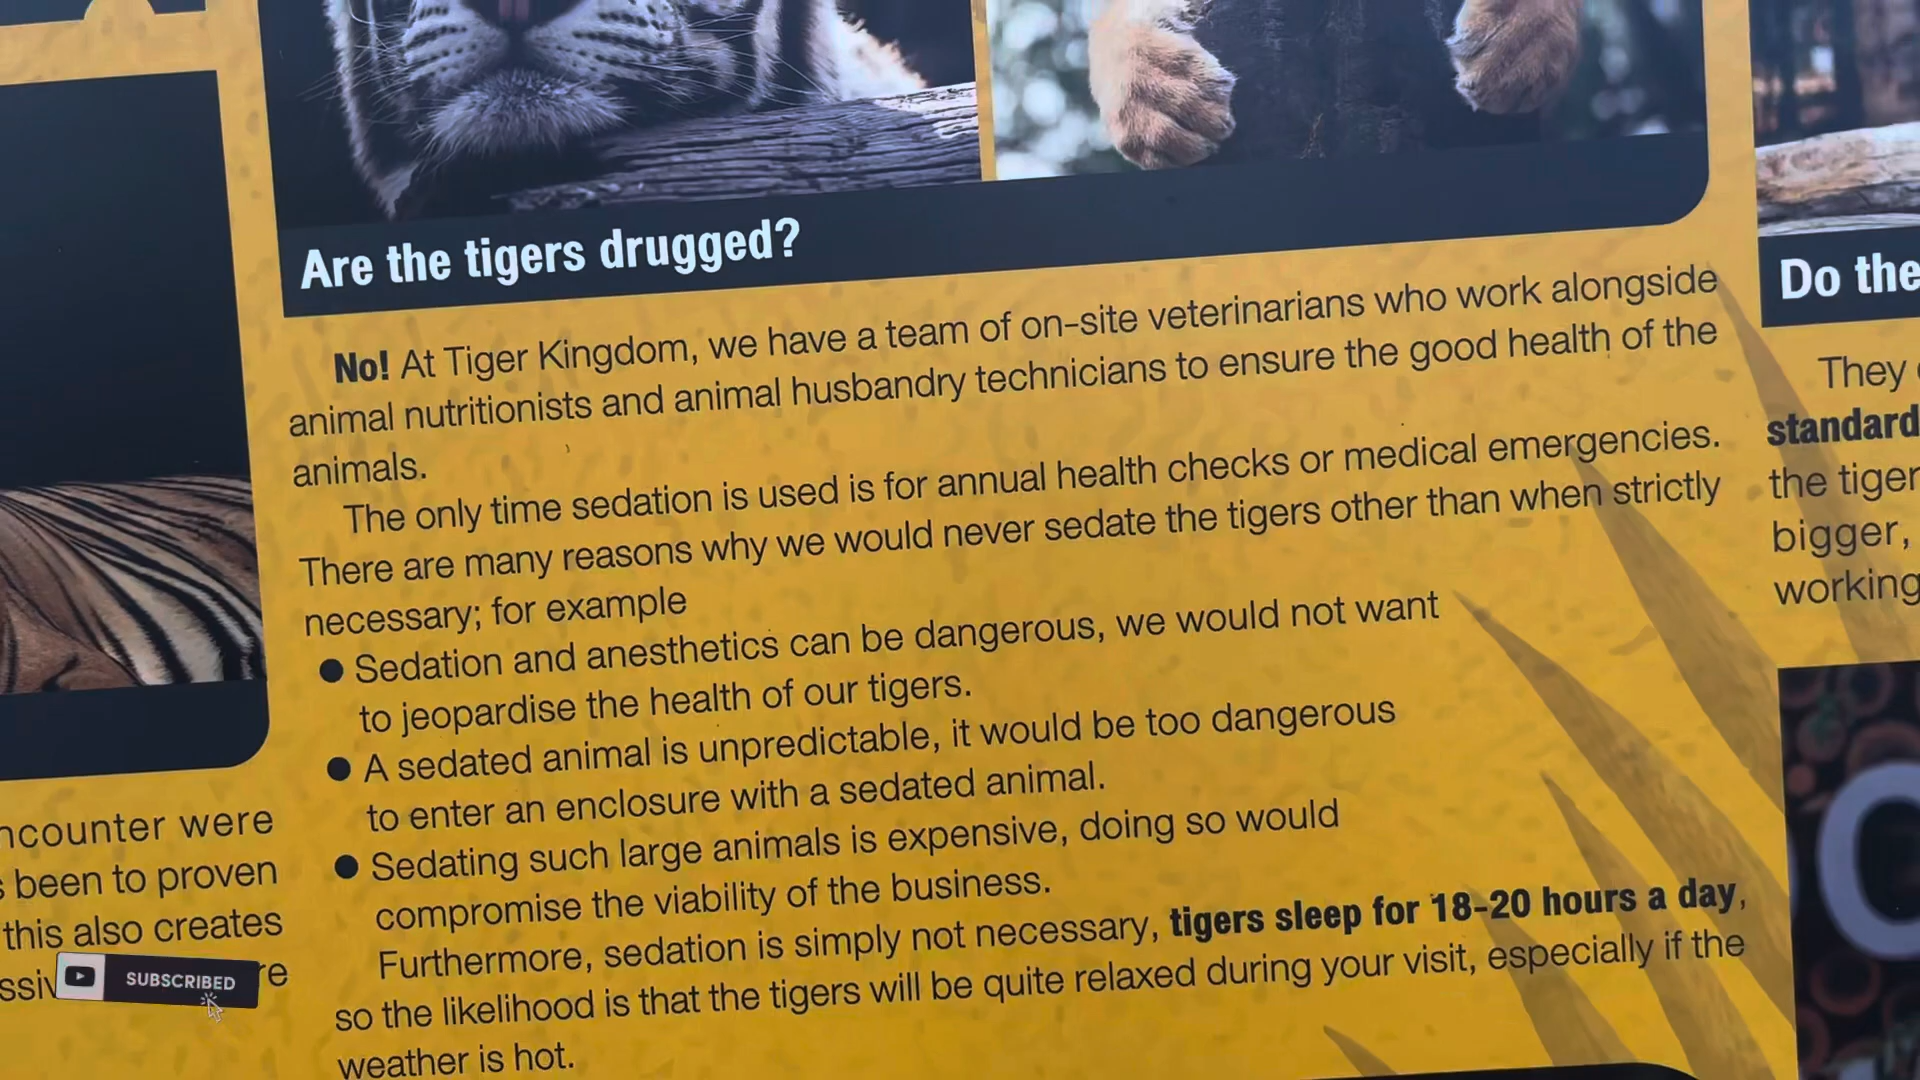 Are the tigers drugged?
No! At Tiger Kingdom, we have a team of on-site veterinarians who work alongside
animal nutritionists and animal husbandry technicians to ensure the good health of the
animals.
The only time sedation is used is for annual health checks or medical emergencies.
There are many reasons why we would never sedate the tigers other than when strictly
necessary; for example
● Sedation and anesthetics can be dangerous, we would not want
to jeopardise the health of our tigers.
● A sedated animal is unpredictable, it would be too dangerous
to enter an enclosure with a sedated animal.
● Sedating such large animals is expensive, doing so would
compromise the viability of the business.
Furthermore, sedation is simply not necessary, tigers sleep for 18-20 hours a day,
so the likelihood is that the tigers will be quite relaxed during your visit, especially if the
weather is hot.
were
been to proven
this also creates
SUBSCRIBED
Do the
They
standard
the tiger
bigger,
working